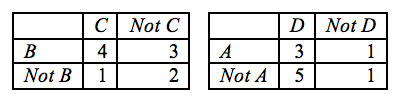 C Not C
B 4 3
Not B 1 2
D Not D
A 3 1
Not A 5 1